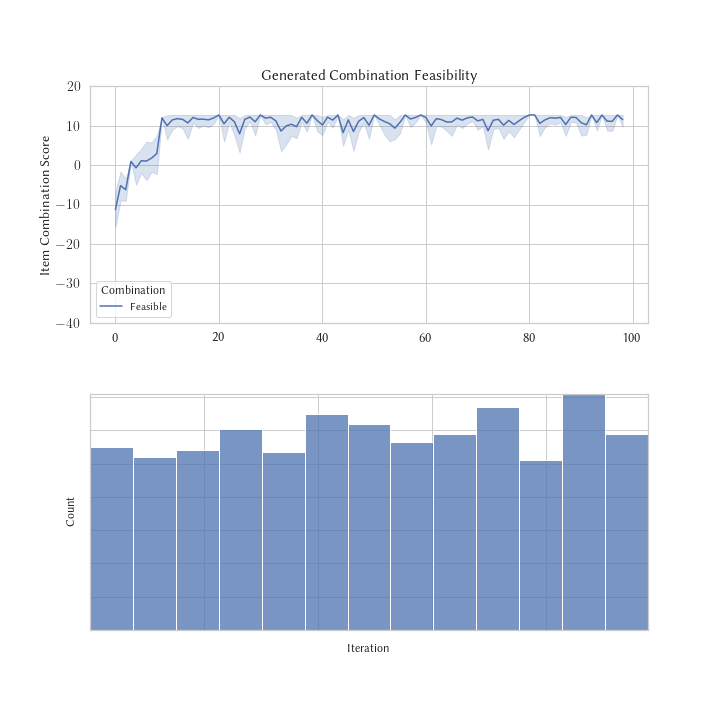 Generated Combination Feasibility
Item Combination Score
20
10
0
−10
−20
−30
−40
Combination
Feasible
0 20 40 60 80 100
Count
Iteration